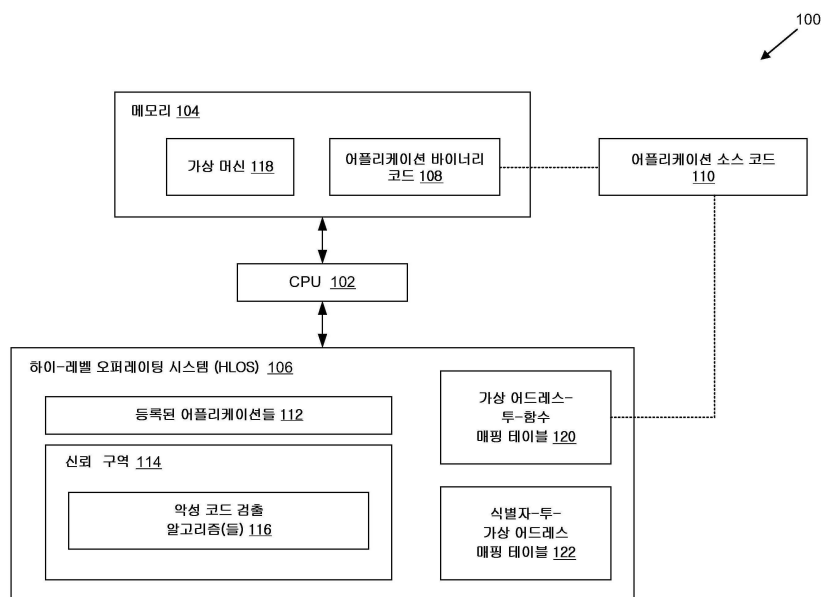 100
메모리 104
가상 머신 118
어플리케이션 바이너리
코드 108
어플리케이션 소스 코드
110
CPU 102
하이-레벨 오퍼레이팅 시스템 (HLOS) 106
등록된 어플리케이션들 112
신뢰 구역 114
악성 코드 검출
알고리즘(들) 116
가상 어드레스-
투-함수
매핑 테이블 120
식별자-투-
가상 어드레스
매핑 테이블 122